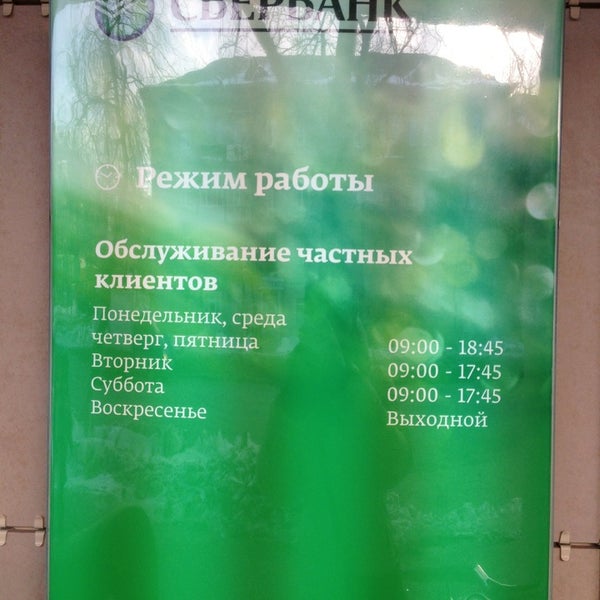 СБЕРБАНК
Режим работы
Обслуживание частных
клиентов
Понедельник, среда
четверг, пятница 09:00 - 18:45
Вторник 09:00 - 17:45
Суббота 09:00 - 17:45
Воскресенье Выходной